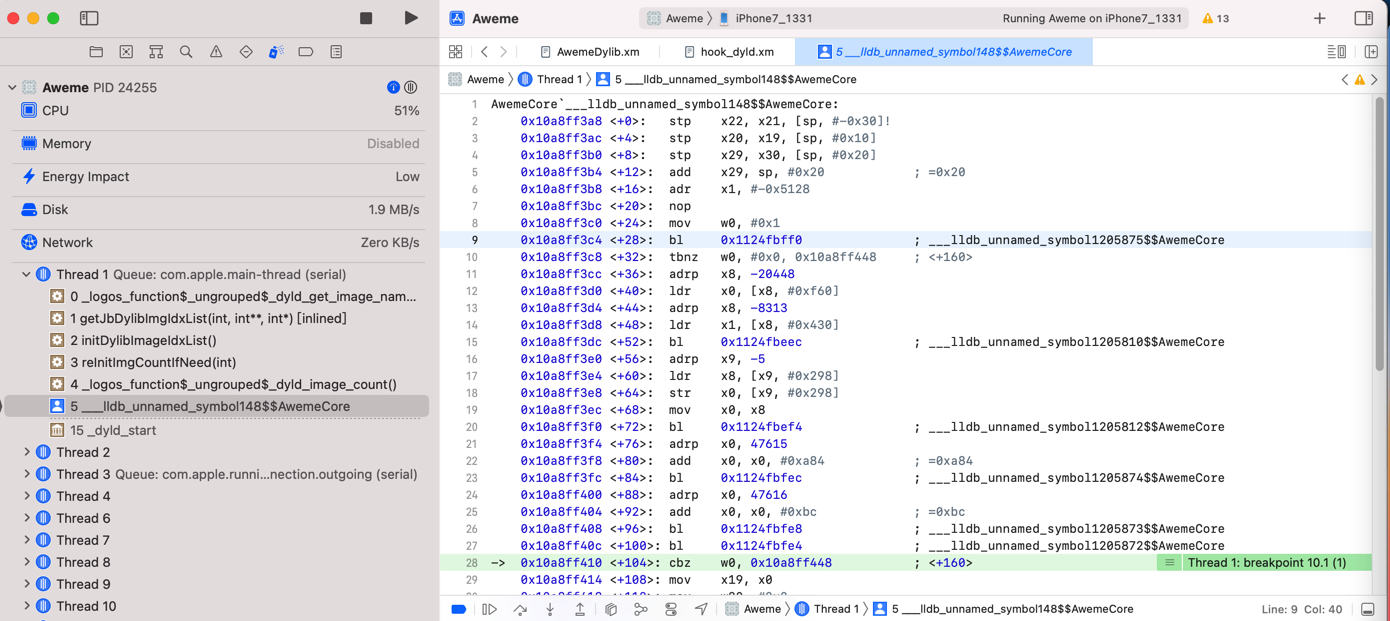 Aweme
Aweme
iPhone7_1331
Running Aweme on iPhone7_1331
13
AwemeDylib.xm
hook_dyld.xm
5 ___lldb_unnamed_symbol148$$AwemeCore
Aweme
Thread 1
5 ___lldb_unnamed_symbol148$$AwemeCore
Aweme PID 24255
CPU 51%
Memory Disabled
Energy Impact Low
Disk 1.9 MB/s
Network Zero KB/s
Thread 1 Queue: com.apple.main-thread (serial)
0 _logos_function$_ungrouped$_dyld_get_image_nam...
1 getJbDylibImgIdxList(int, int**, int*) [inlined]
2 initDylibImageIdxList()
3 reInitImgCountIfNeed(int)
4 _logos_function$_ungrouped$_dyld_image_count()
5 ___lldb_unnamed_symbol148$$AwemeCore
15 _dyld_start
Thread 2
Thread 3 Queue: com.apple.runni...nection.outgoing (serial)
Thread 4
Thread 6
Thread 7
Thread 8
Thread 9
Thread 10
1 AwemeCore`___lldb_unnamed_symbol148$$AwemeCore:
2 0x10a8ff3a8 <+0>: stp x22, x21, [sp, #-0x30]!
3 0x10a8ff3ac <+4>: stp x20, x19, [sp, #0x10]
4 0x10a8ff3b0 <+8>: stp x29, x30, [sp, #0x20]
5 0x10a8ff3b4 <+12>: add x29, sp, #0x20 ; =0x20
6 0x10a8ff3b8 <+16>: adr x1, #-0x5128
7 0x10a8ff3bc <+20>: nop
8 0x10a8ff3c0 <+24>: mov w0, #0x1
9 0x10a8ff3c4 <+28>: bl 0x1124fbff0 ; ___lldb_unnamed_symbol1205875$$AwemeCore
10 0x10a8ff3c8 <+32>: tbnz w0, #0x0, 0x10a8ff448 ; <+160>
11 0x10a8ff3cc <+36>: adrp x8, -20448
12 0x10a8ff3d0 <+40>: ldr x0, [x8, #0xf60]
13 0x10a8ff3d4 <+44>: adrp x8, -8313
14 0x10a8ff3d8 <+48>: ldr x1, [x8, #0x430]
15 0x10a8ff3dc <+52>: bl 0x1124fbeec ; ___lldb_unnamed_symbol1205810$$AwemeCore
16 0x10a8ff3e0 <+56>: adrp x9, -5
17 0x10a8ff3e4 <+60>: ldr x8, [x9, #0x298]
18 0x10a8ff3e8 <+64>: str x0, [x9, #0x298]
19 0x10a8ff3ec <+68>: mov x0, x8
20 0x10a8ff3f0 <+72>: bl 0x1124fbef4 ; ___lldb_unnamed_symbol1205812$$AwemeCore
21 0x10a8ff3f4 <+76>: adrp x0, 47615
22 0x10a8ff3f8 <+80>: add x0, x0, #0xa84 ; =0xa84
23 0x10a8ff3fc <+84>: bl 0x1124fbfec ; ___lldb_unnamed_symbol1205874$$AwemeCore
24 0x10a8ff400 <+88>: adrp x0, 47616
25 0x10a8ff404 <+92>: add x0, x0, #0xbc ; =0xbc
26 0x10a8ff408 <+96>: bl 0x1124fbfe8 ; ___lldb_unnamed_symbol1205873$$AwemeCore
27 0x10a8ff40c <+100>: bl 0x1124fbfe4 ; ___lldb_unnamed_symbol1205872$$AwemeCore
28 -> 0x10a8ff410 <+104>: cbz w0, 0x10a8ff448 ; <+160> Thread 1: breakpoint 10.1 (1)
29 0x10a8ff414 <+108>: mov x19, x0
Aweme
Thread 1
5 ___lldb_unnamed_symbol148$$AwemeCore
Line: 9 Col: 40